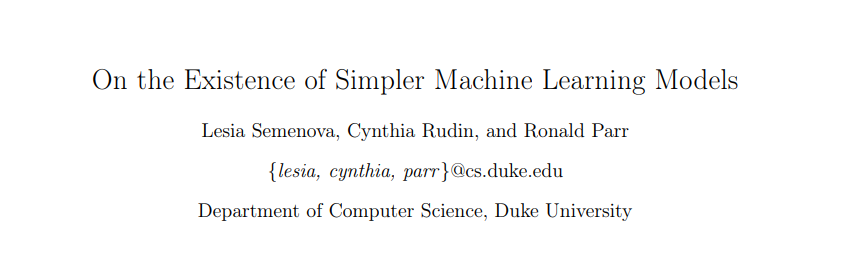 On the Existence of Simpler Machine Learning Models
Lesia Semenova, Cynthia Rudin, and Ronald Parr
{lesia, cynthia, parr}@cs.duke.edu
Department of Computer Science, Duke University